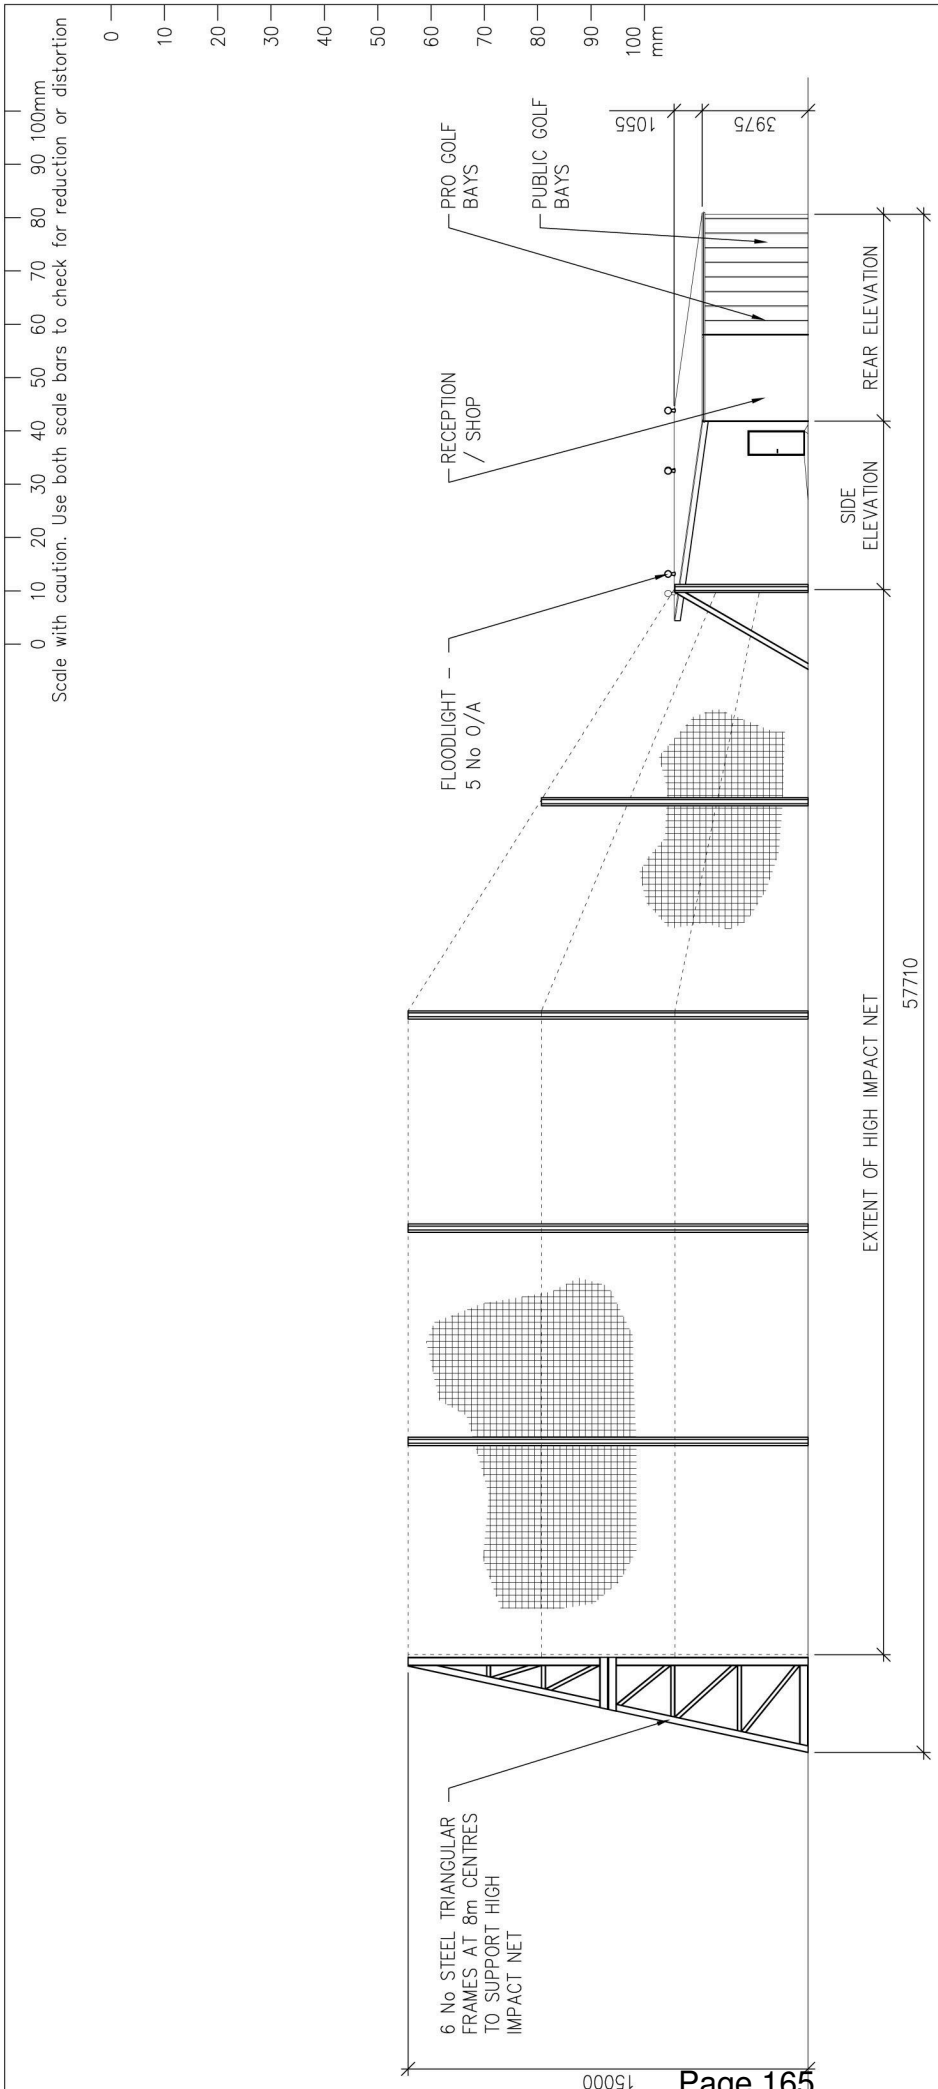 0 10 20 30 40 50 60 70 80 90 100mm
Scale with caution. Use both scale bars to check for reduction or distortion
0
10
20
30
40
50
60
70
80
90
100
mm
6 No STEEL TRIANGULAR
FRAMES AT 8m CENTRES
TO SUPPORT HIGH
IMPACT NET
FLOODLIGHT -
5 No O/A
RECEPTION
/ SHOP
PRO GOLF
BAYS
PUBLIC GOLF
BAYS
1055
3975
15000
SIDE
ELEVATION
REAR ELEVATION
EXTENT OF HIGH IMPACT NET
57710
Page 165